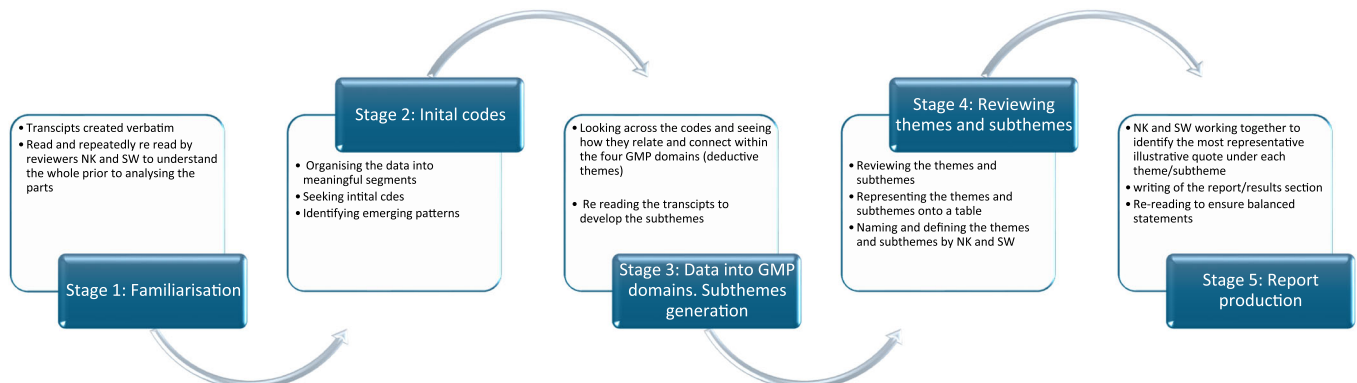 • Transcipts created verbatim
• Read and repeatedly re read by
reviewers NK and SW to understand
the whole prior to analysing the
parts
Stage 1: Familiarisation
Stage 2: Inital codes
• Organising the data into
meaningful segments
• Seeking intital cdes
• Identifying emerging patterns
• Looking across the codes and seeing
how they relate and connect within
the four GMP domains (deductive
themes)
• Re reading the transcipts to
develop the subthemes
Stage 3: Data into GMP
domains. Subthemes
generation
Stage 4: Reviewing
themes and subthemes
• Reviewing the themes and
subthemes
• Representing the themes and
subthemes onto a table
• Naming and defining the themes
and subthemes by NK and SW
• NK and SW working together to
identify the most representative
illustrative quote under each
theme/subtheme
• writing of the report/results section
• Re-reading to ensure balanced
statements
Stage 5: Report
production